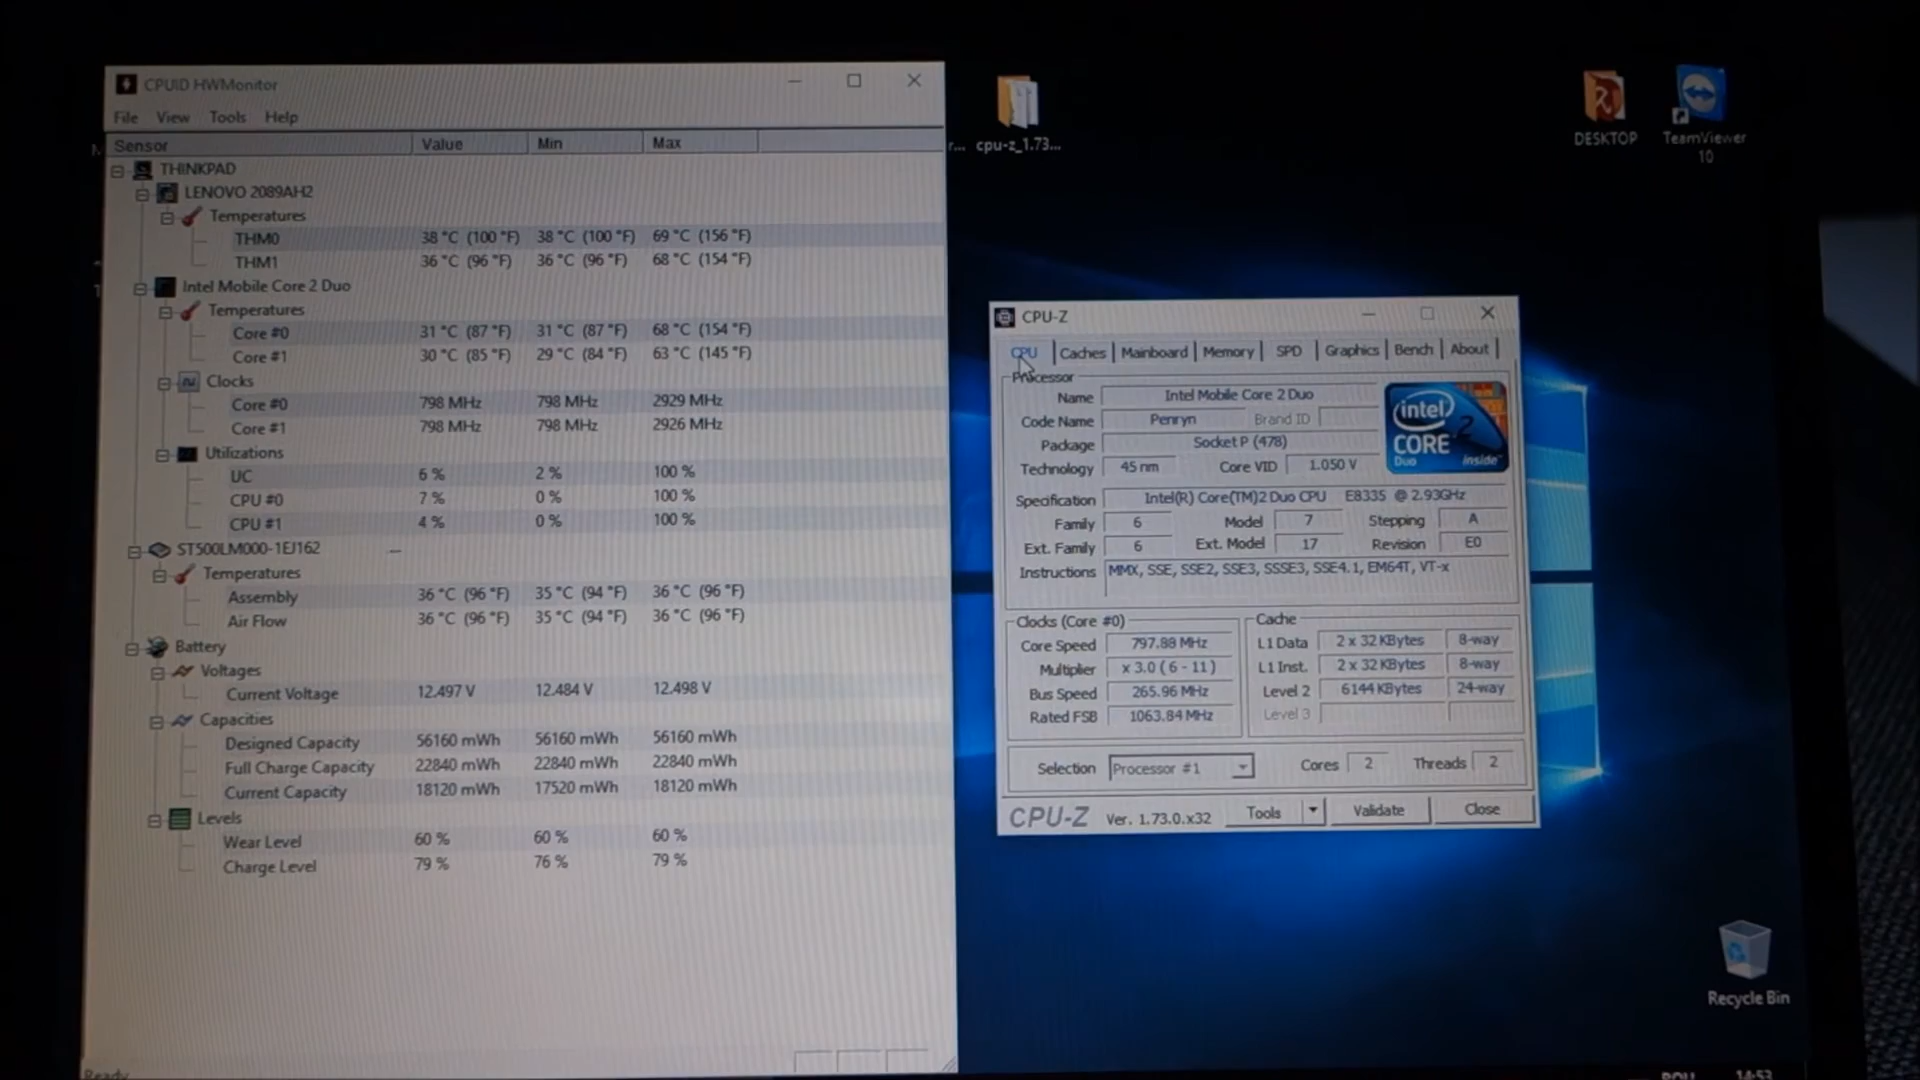 CPUID HWMonitor
File View Tools Help
Sensor Value Min Max
THINKPAD
LENOVO 2089AH2
Temperatures
THM0 38 °C (100 °F) 38 °C (100 °F) 69 °C (156 °F)
THM1 36 °C (96 °F) 36 °C (96 °F) 68 °C (154 °F)
Intel Mobile Core 2 Duo
Temperatures
Core #0 31 °C (87 °F) 31 °C (87 °F) 68 °C (154 °F)
Core #1 30 °C (85 °F) 29 °C (84 °F) 63 °C (145 °F)
Clocks
Core #0 798 MHz 798 MHz 2929 MHz
Core #1 798 MHz 798 MHz 2926 MHz
Utilizations
UC 6 % 2 % 100 %
CPU #0 7 % 0 % 100 %
CPU #1 4 % 0 % 100 %
ST500LM000-1EJ162
Temperatures
Assembly 36 °C (96 °F) 35 °C (94 °F) 36 °C (96 °F)
Air Flow 36 °C (96 °F) 35 °C (94 °F) 36 °C (96 °F)
Battery
Voltages
Current Voltage 12.497 V 12.484 V 12.498 V
Capacities
Designed Capacity 56160 mWh 56160 mWh 56160 mWh
Full Charge Capacity 22840 mWh 22840 mWh 22840 mWh
Current Capacity 18120 mWh 17520 mWh 18120 mWh
Levels
Wear Level 60 % 60 % 60 %
Charge Level 79 % 76 % 79 %
Ready
r... cpu-z_1.73...
DESKTOP
TeamViewer
10
CPU-Z
CPU Caches Mainboard Memory SPD Graphics Bench About
Processor
Name Intel Mobile Core 2 Duo
Code Name Penryn Brand ID
Package Socket P (478)
Technology 45 nm Core VID 1.050 V
intel
CORE 2
Duo inside™
Specification Intel(R) Core(TM)2 Duo CPU E8335 @ 2.93GHz
Family 6 Model 7 Stepping A
Ext. Family 6 Ext. Model 17 Revision E0
Instructions MMX, SSE, SSE2, SSE3, SSSE3, SSE4.1, EM64T, VT-x
Clocks (Core #0)
Core Speed 797.88 MHz
Multiplier x 3.0 ( 6 - 11 )
Bus Speed 265.96 MHz
Rated FSB 1063.84 MHz
Cache
L1 Data 2 x 32 KBytes 8-way
L1 Inst. 2 x 32 KBytes 8-way
Level 2 6144 KBytes 24-way
Level 3
Selection Processor #1 Cores 2 Threads 2
CPU-Z Ver. 1.73.0.x32 Tools Validate Close
Recycle Bin
14:53